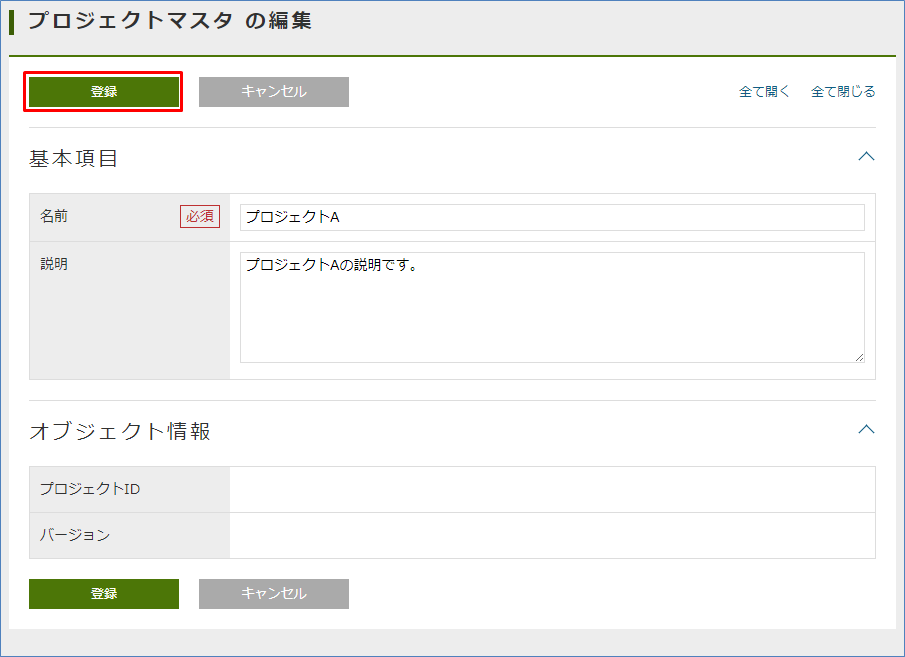 プロジェクトマスタ の編集
登録 キャンセル 全て開く 全て閉じる
基本項目
名前 必須 プロジェクトA
説明 プロジェクトAの説明です。
オブジェクト情報
プロジェクトID
バージョン
登録 キャンセル